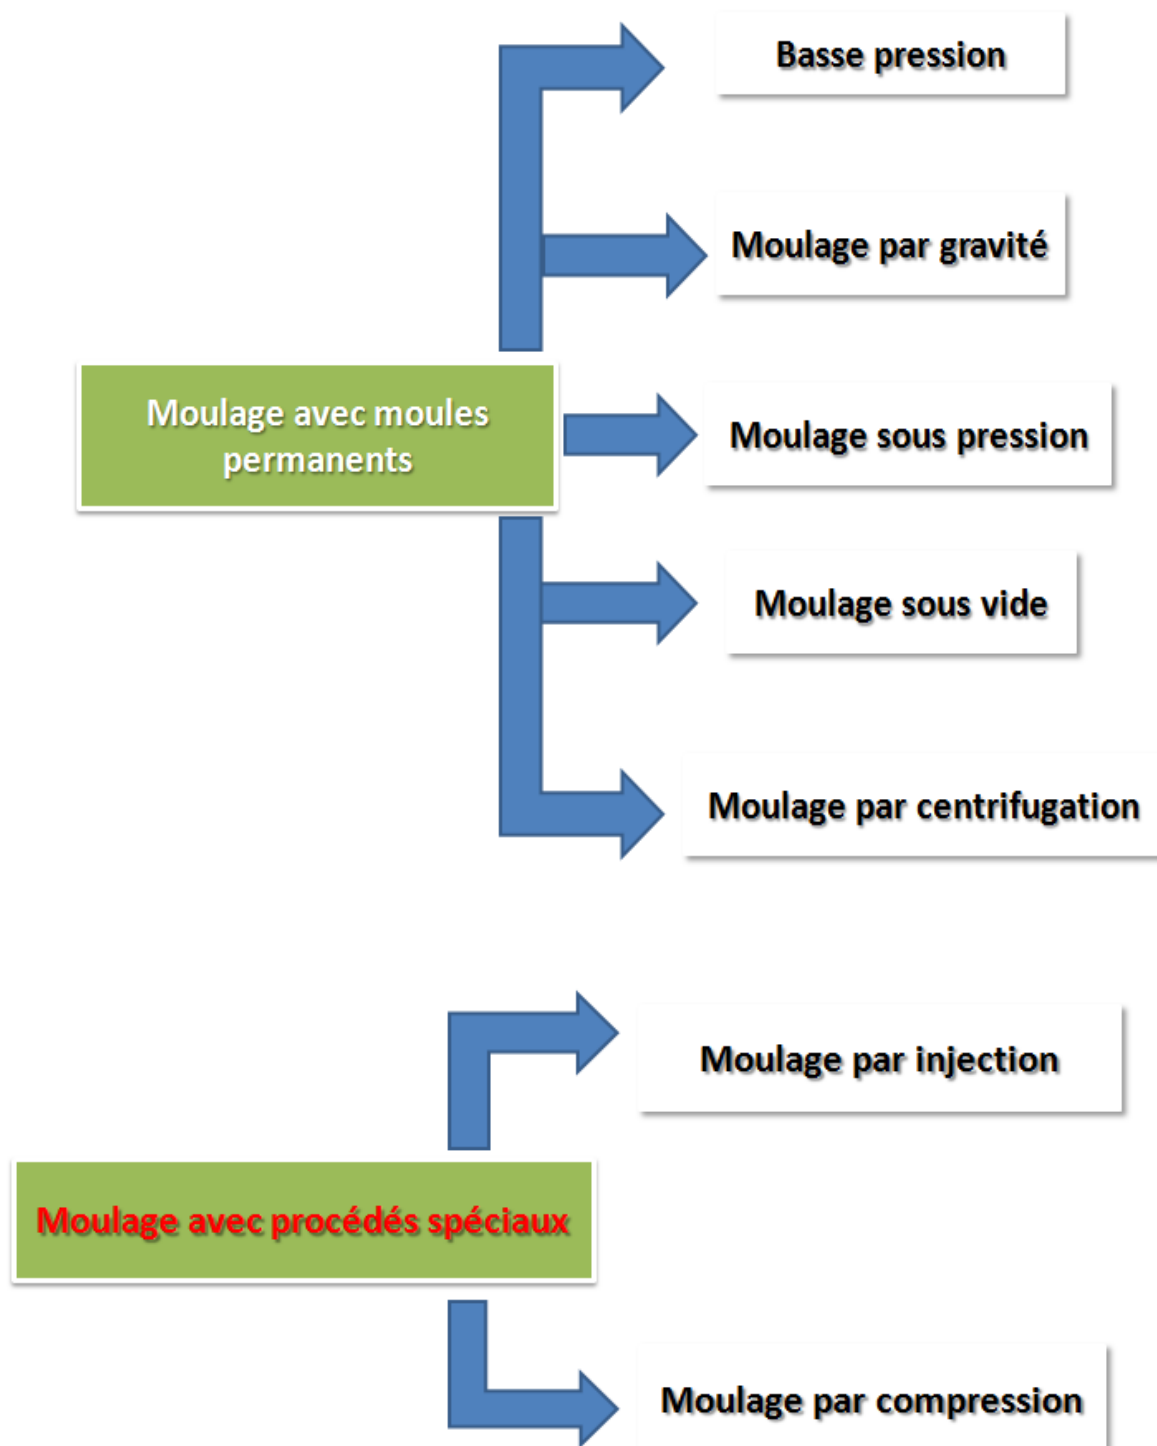 Basse pression
Moulage par gravité
Moulage avec moules
permanents
Moulage sous pression
Moulage sous vide
Moulage par centrifugation
Moulage par injection
Moulage avec procédés spéciaux
Moulage par compression